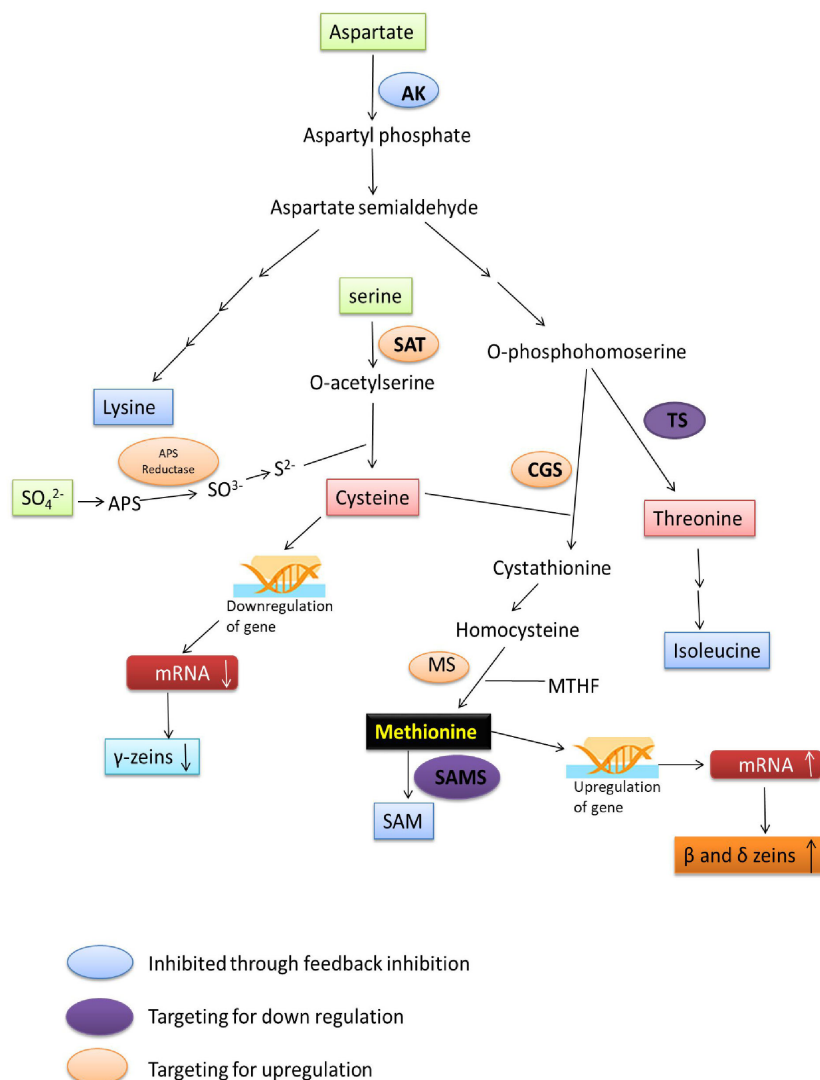 Aspartate
AK
Aspartyl phosphate
Aspartate semialdehyde
serine
SAT
O-phosphohomoserine
O-acetylserine
Lysine
TS
APS
Reductase
CGS
SO₄²⁻
APS
SO³⁻
S²⁻
Cysteine
Threonine
Cystathionine
Downregulation
of gene
Homocysteine
Isoleucine
mRNA ↓
MS
MTHF
Methionine
γ-zeins ↓
SAMS
mRNA ↑
Upregulation
of gene
SAM
β and δ zeins ↑
Inhibited through feedback inhibition
Targeting for down regulation
Targeting for upregulation